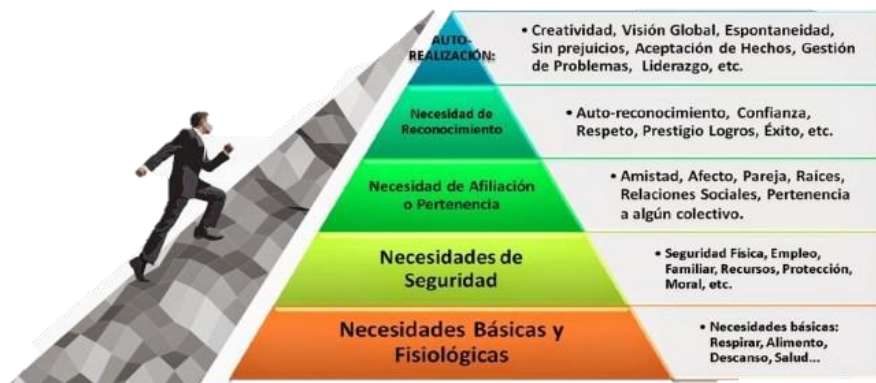 AUTO-
REALIZACIÓN:
• Creatividad, Visión Global, Espontaneidad,
Sin prejuicios, Aceptación de Hechos, Gestión
de Problemas, Liderazgo, etc.
Necesidad de
Reconocimiento
• Auto-reconocimiento, Confianza,
Respeto, Prestigio Logros, Éxito, etc.
Necesidad de Afiliación
o Pertenencia
• Amistad, Afecto, Pareja, Raíces,
Relaciones Sociales, Pertenencia
a algún colectivo.
Necesidades de
Seguridad
• Seguridad Física, Empleo,
Familiar, Recursos, Protección,
Moral, etc.
Necesidades Básicas y
Fisiológicas
• Necesidades básicas:
Respirar, Alimento,
Descanso, Salud...